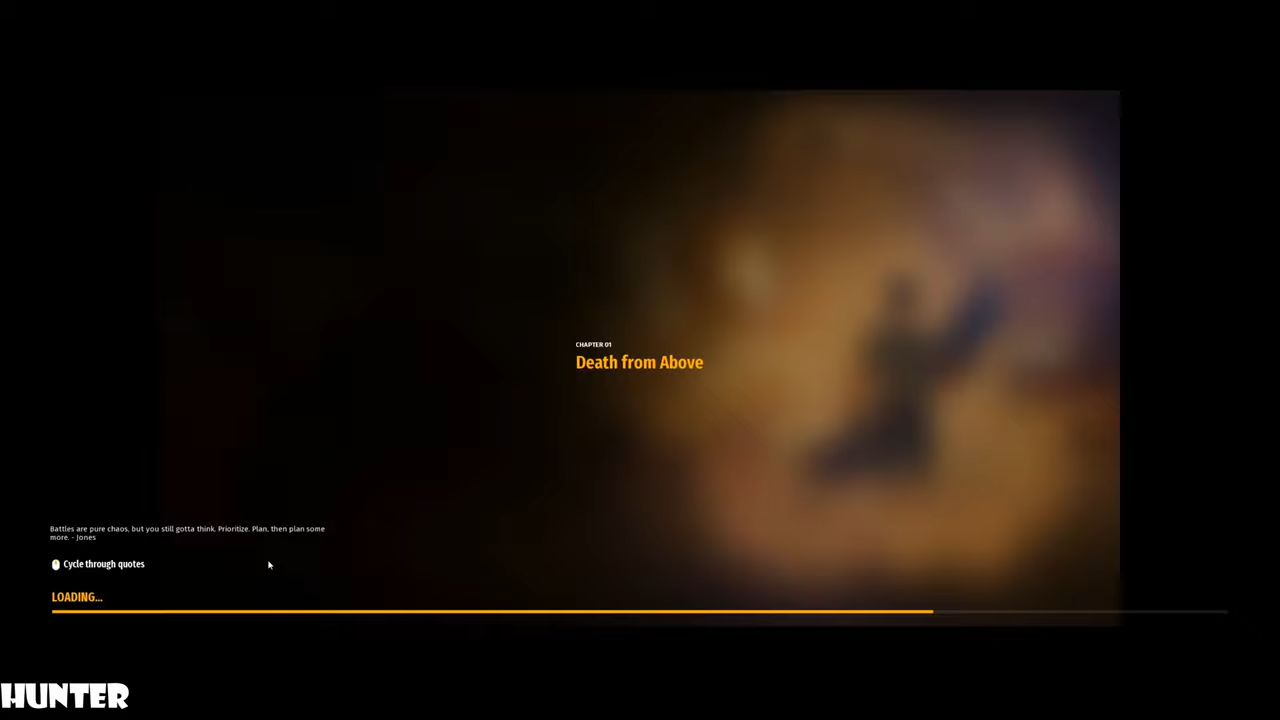 CHAPTER 01
Death from Above
Battles are pure chaos, but you still gotta think. Prioritize. Plan, then plan some
more. - Jones
Cycle through quotes
LOADING...
HUNTER